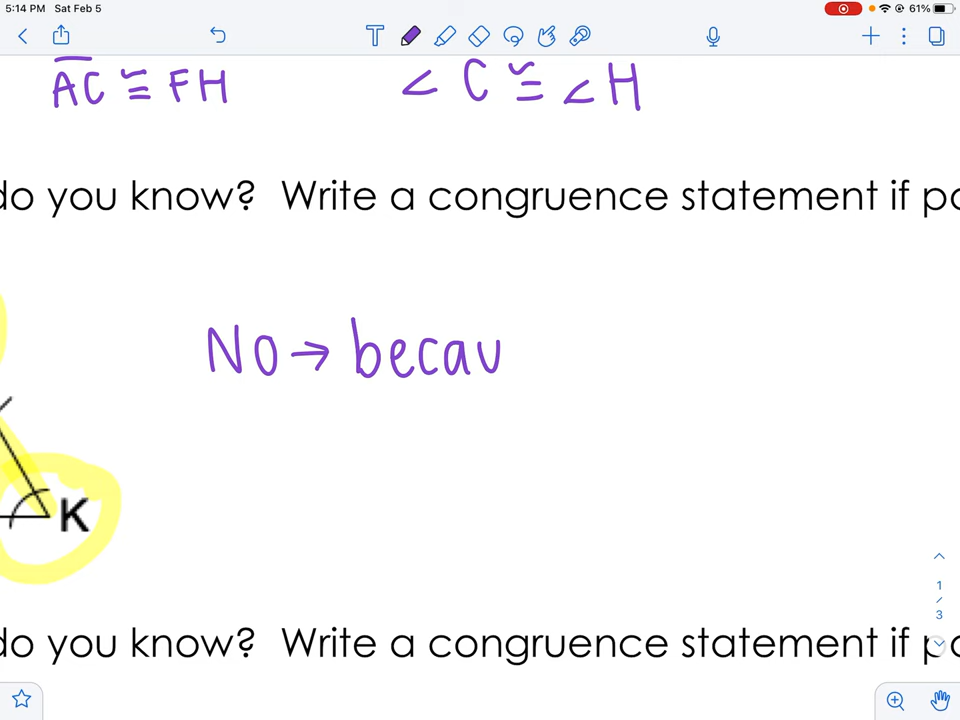 5:14 PM Sat Feb 5 61%
AC ≅ FH ∠C ≅ ∠H
do you know? Write a congruence statement if po
No → becau
K
1
/
3
do you know? Write a congruence statement if po